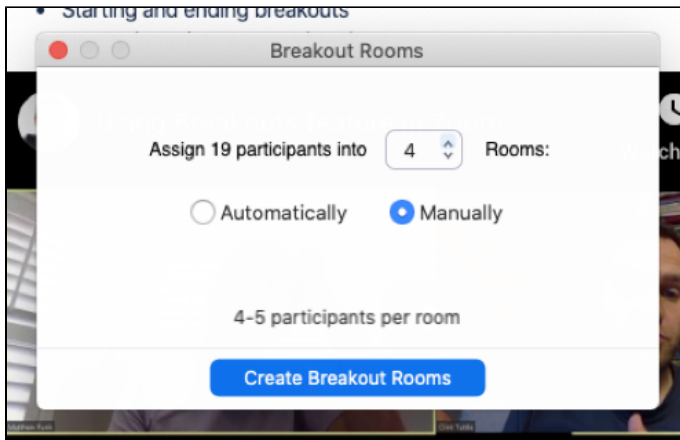 Starting and ending breakouts
Breakout Rooms
Assign 19 participants into 4 Rooms:
Automatically Manually
4-5 participants per room
Create Breakout Rooms